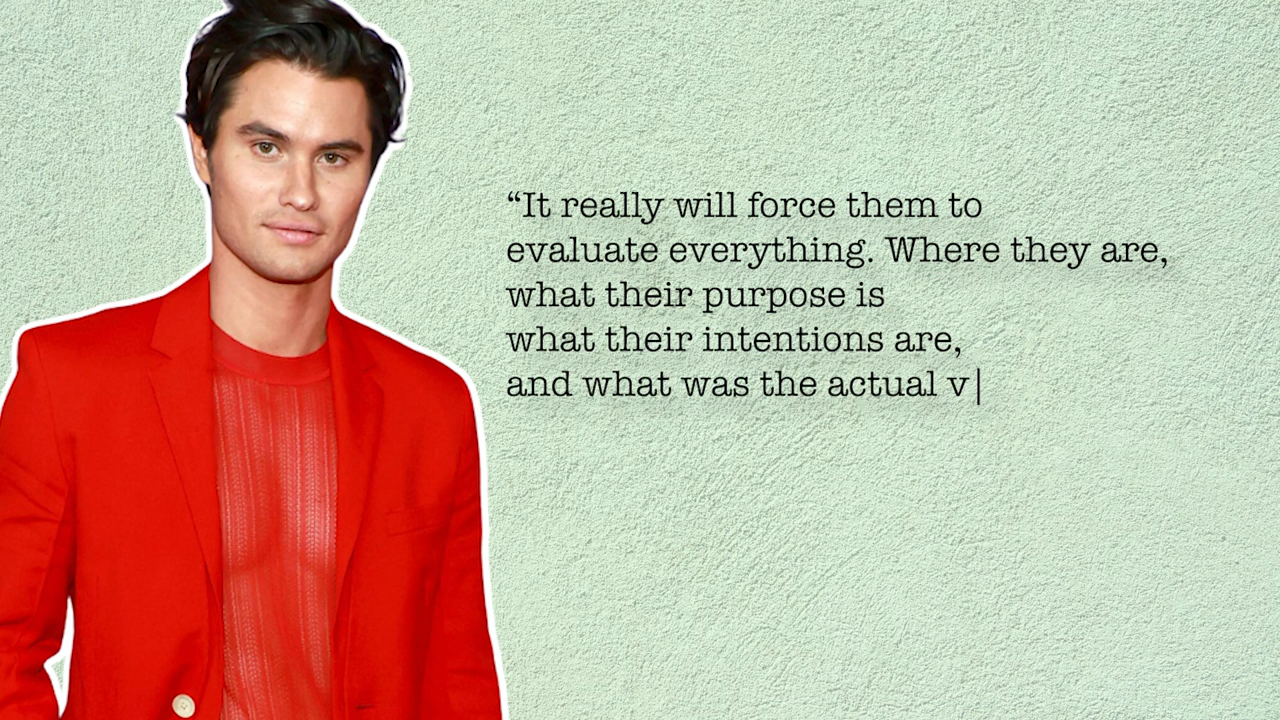 “It really will force them to
evaluate everything. Where they are,
what their purpose is
what their intentions are,
and what was the actual v|